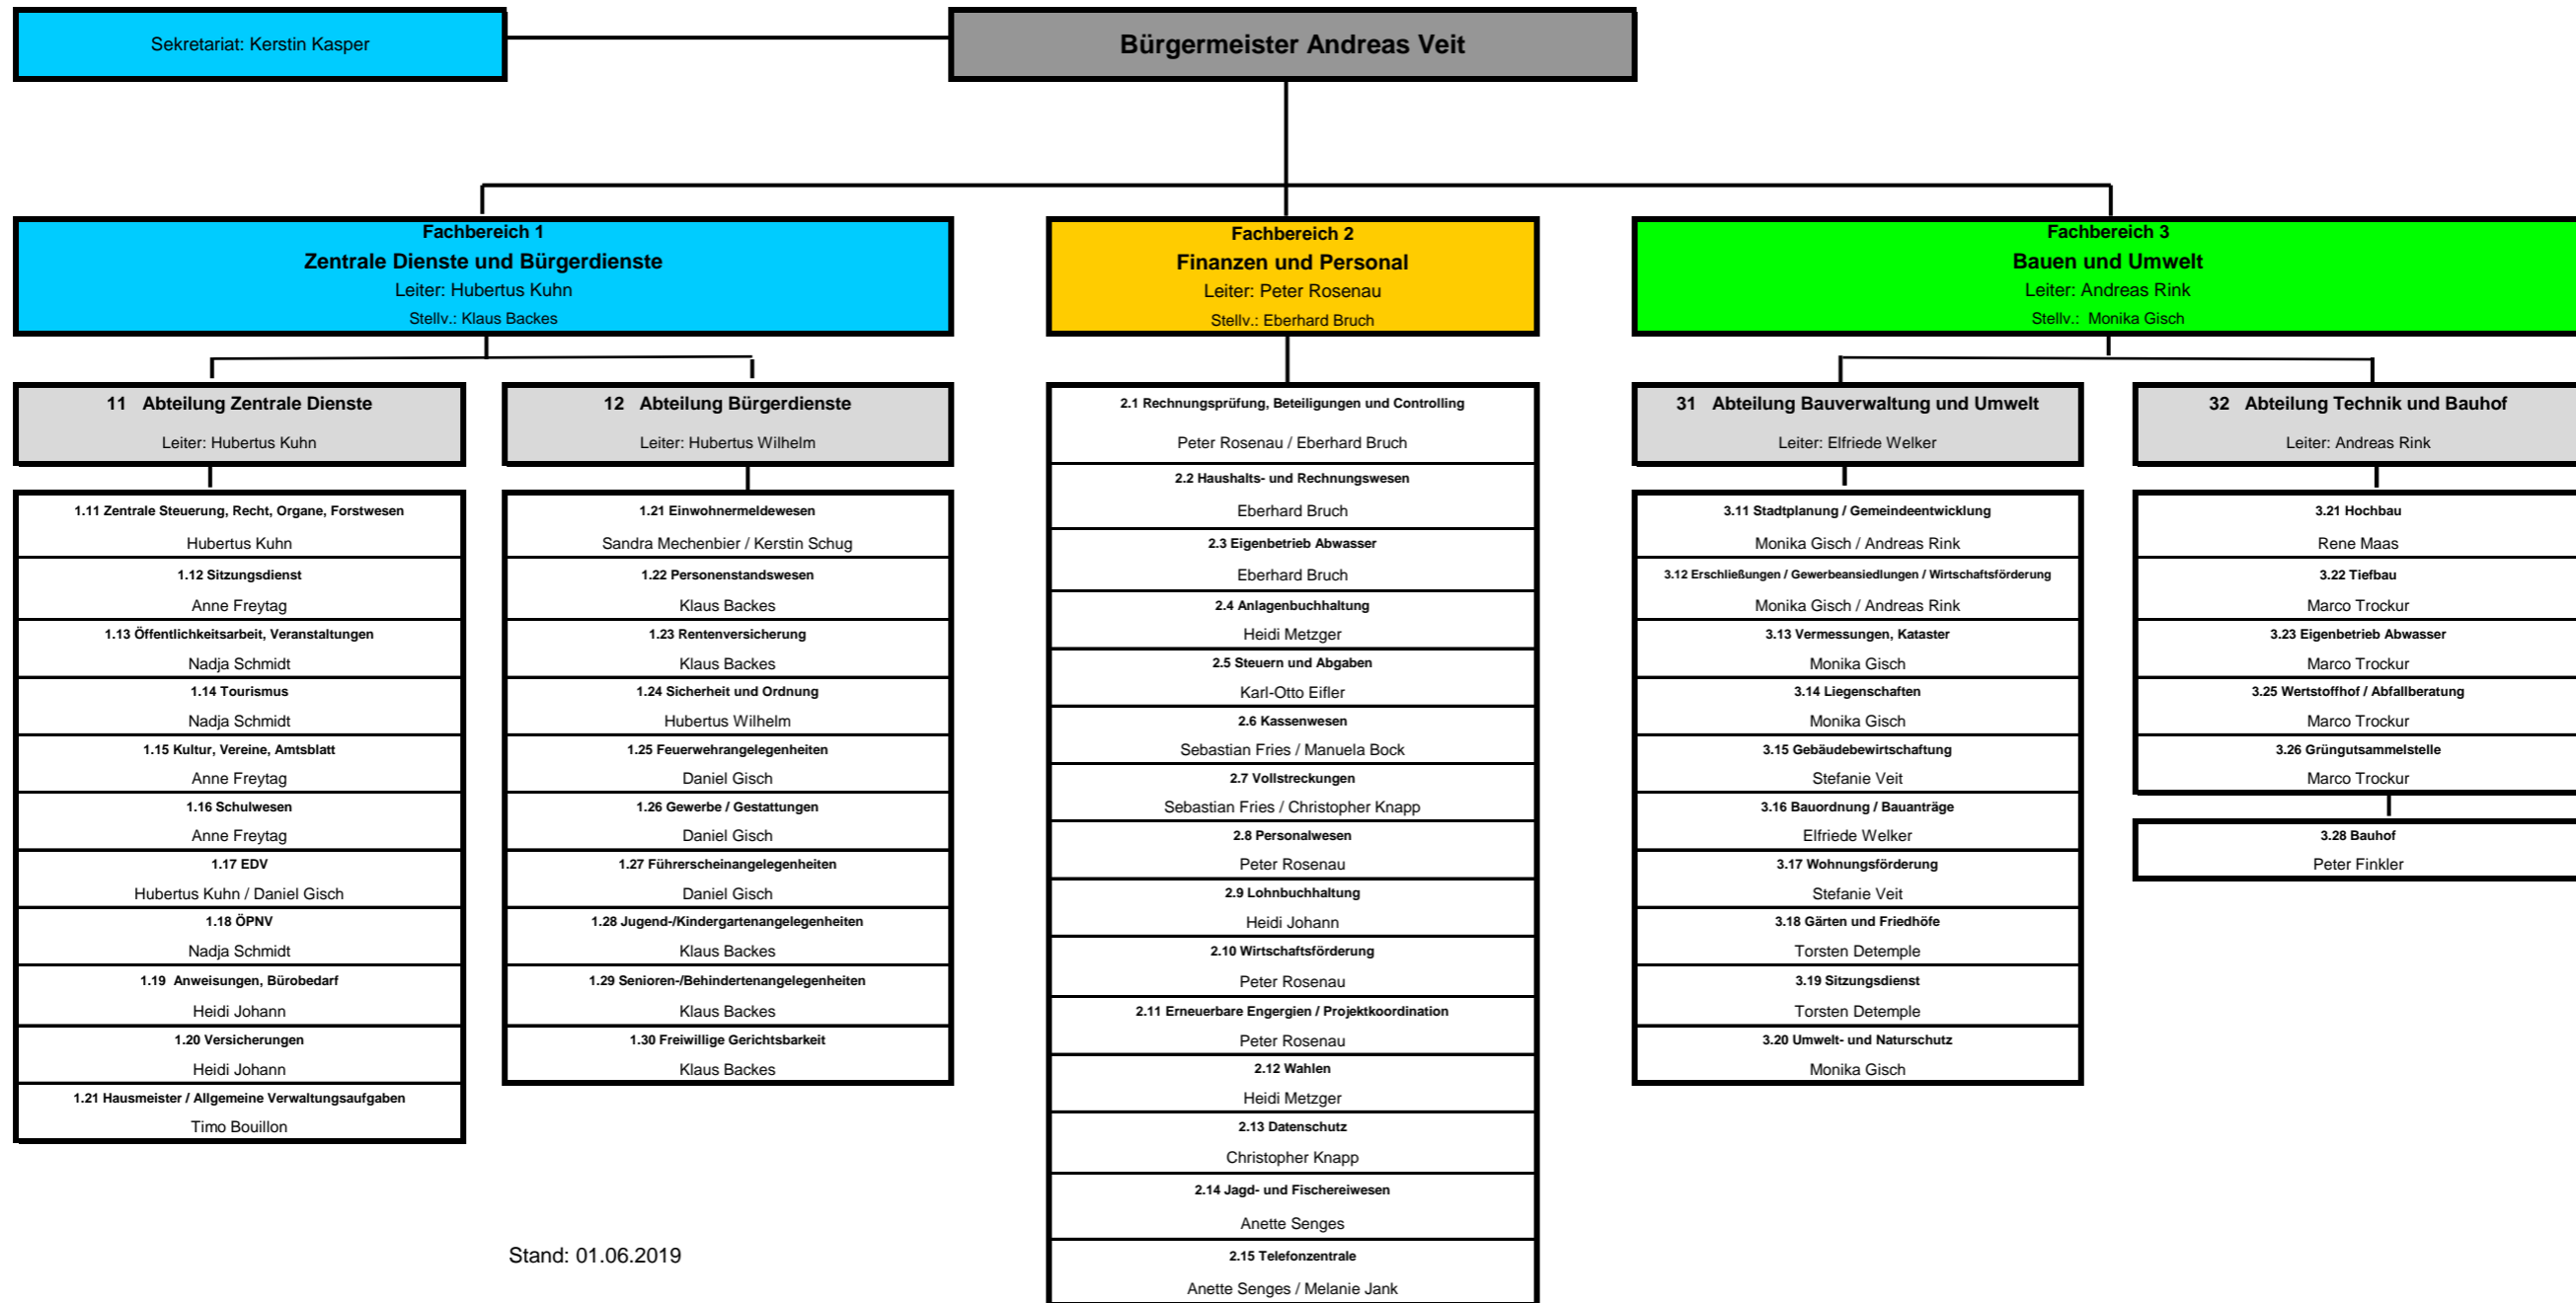 Sekretariat: Kerstin Kasper
Bürgermeister Andreas Veit
Fachbereich 1
Zentrale Dienste und Bürgerdienste
Leiter: Hubertus Kuhn
Stellv.: Klaus Backes
Fachbereich 2
Finanzen und Personal
Leiter: Peter Rosenau
Stellv.: Eberhard Bruch
Fachbereich 3
Bauen und Umwelt
Leiter: Andreas Rink
Stellv.: Monika Gisch
11 Abteilung Zentrale Dienste
Leiter: Hubertus Kuhn
1.11 Zentrale Steuerung, Recht, Organe, Forstwesen
Hubertus Kuhn
1.12 Sitzungsdienst
Anne Freytag
1.13 Öffentlichkeitsarbeit, Veranstaltungen
Nadja Schmidt
1.14 Tourismus
Nadja Schmidt
1.15 Kultur, Vereine, Amtsblatt
Anne Freytag
1.16 Schulwesen
Anne Freytag
1.17 EDV
Hubertus Kuhn / Daniel Gisch
1.18 ÖPNV
Nadja Schmidt
1.19 Anweisungen, Bürobedarf
Heidi Johann
1.20 Versicherungen
Heidi Johann
1.21 Hausmeister / Allgemeine Verwaltungsaufgaben
Timo Bouillon
12 Abteilung Bürgerdienste
Leiter: Hubertus Wilhelm
1.21 Einwohnermeldewesen
Sandra Mechenbier / Kerstin Schug
1.22 Personenstandswesen
Klaus Backes
1.23 Rentenversicherung
Klaus Backes
1.24 Sicherheit und Ordnung
Hubertus Wilhelm
1.25 Feuerwehrangelegenheiten
Daniel Gisch
1.26 Gewerbe / Gestattungen
Daniel Gisch
1.27 Führerscheinangelegenheiten
Daniel Gisch
1.28 Jugend-/Kindergartenangelegenheiten
Klaus Backes
1.29 Senioren-/Behindertenangelegenheiten
Klaus Backes
1.30 Freiwillige Gerichtsbarkeit
Klaus Backes
2.1 Rechnungsprüfung, Beteiligungen und Controlling
Peter Rosenau / Eberhard Bruch
2.2 Haushalts- und Rechnungswesen
Eberhard Bruch
2.3 Eigenbetrieb Abwasser
Eberhard Bruch
2.4 Anlagenbuchhaltung
Heidi Metzger
2.5 Steuern und Abgaben
Karl-Otto Eifler
2.6 Kassenwesen
Sebastian Fries / Manuela Bock
2.7 Vollstreckungen
Sebastian Fries / Christopher Knapp
2.8 Personalwesen
Peter Rosenau
2.9 Lohnbuchhaltung
Heidi Johann
2.10 Wirtschaftsförderung
Peter Rosenau
2.11 Erneuerbare Engergien / Projektkoordination
Peter Rosenau
2.12 Wahlen
Heidi Metzger
2.13 Datenschutz
Christopher Knapp
2.14 Jagd- und Fischereiwesen
Anette Senges
2.15 Telefonzentrale
Anette Senges / Melanie Jank
31 Abteilung Bauverwaltung und Umwelt
Leiter: Elfriede Welker
3.11 Stadtplanung / Gemeindeentwicklung
Monika Gisch / Andreas Rink
3.12 Erschließungen / Gewerbeansiedlungen / Wirtschaftsförderung
Monika Gisch / Andreas Rink
3.13 Vermessungen, Kataster
Monika Gisch
3.14 Liegenschaften
Monika Gisch
3.15 Gebäudebewirtschaftung
Stefanie Veit
3.16 Bauordnung / Bauanträge
Elfriede Welker
3.17 Wohnungsförderung
Stefanie Veit
3.18 Gärten und Friedhöfe
Torsten Detemple
3.19 Sitzungsdienst
Torsten Detemple
3.20 Umwelt- und Naturschutz
Monika Gisch
32 Abteilung Technik und Bauhof
Leiter: Andreas Rink
3.21 Hochbau
Rene Maas
3.22 Tiefbau
Marco Trockur
3.23 Eigenbetrieb Abwasser
Marco Trockur
3.25 Wertstoffhof / Abfallberatung
Marco Trockur
3.26 Grüngutsammelstelle
Marco Trockur
3.28 Bauhof
Peter Finkler
Stand: 01.06.2019